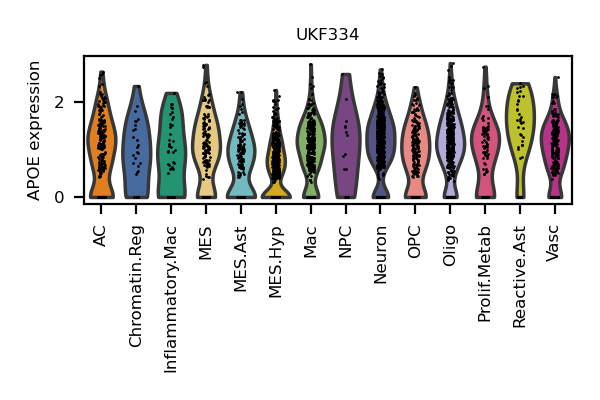 UKF334
APOE expression
2
0
AC
Chromatin.Reg
Inflammatory.Mac
MES
MES.Ast
MES.Hyp
Mac
NPC
Neuron
OPC
Oligo
Prolif.Metab
Reactive.Ast
Vasc